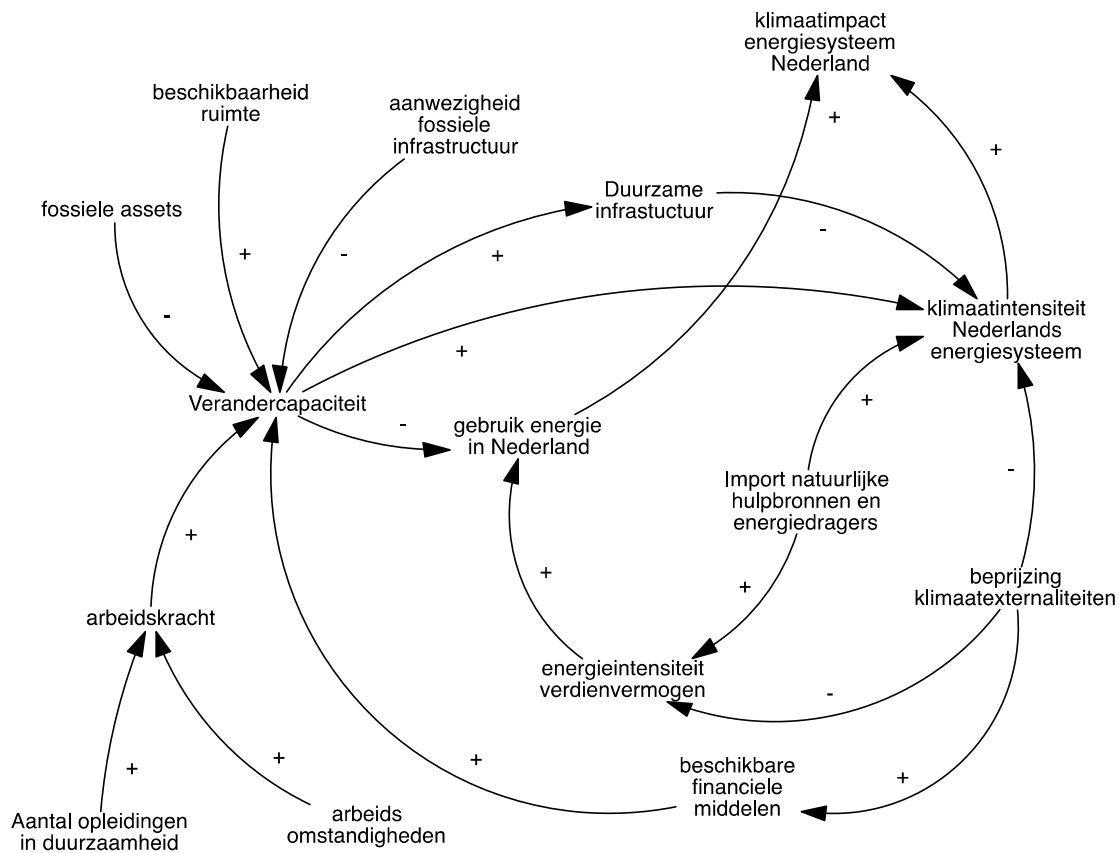 klimaatimpact
energiesysteem
Nederland
beschikbaarheid
ruimte
aanwezigheid
fossiele
infrastructuur
+
+
Duurzame
infrastuctuur
fossiele assets
-
+
-
+
klimaatintensiteit
Nederlands
energiesysteem
-
+
Verandercapaciteit
+
-
gebruik energie
in Nederland
Import natuurlijke
hulpbronnen en
energiedragers
-
+
+
+
beprijzing
klimaatexternaliteiten
arbeidskracht
energieintensiteit
verdienvermogen
-
+
+
+
+
beschikbare
financiele
middelen
Aantal opleidingen
in duurzaamheid
arbeids
omstandigheden